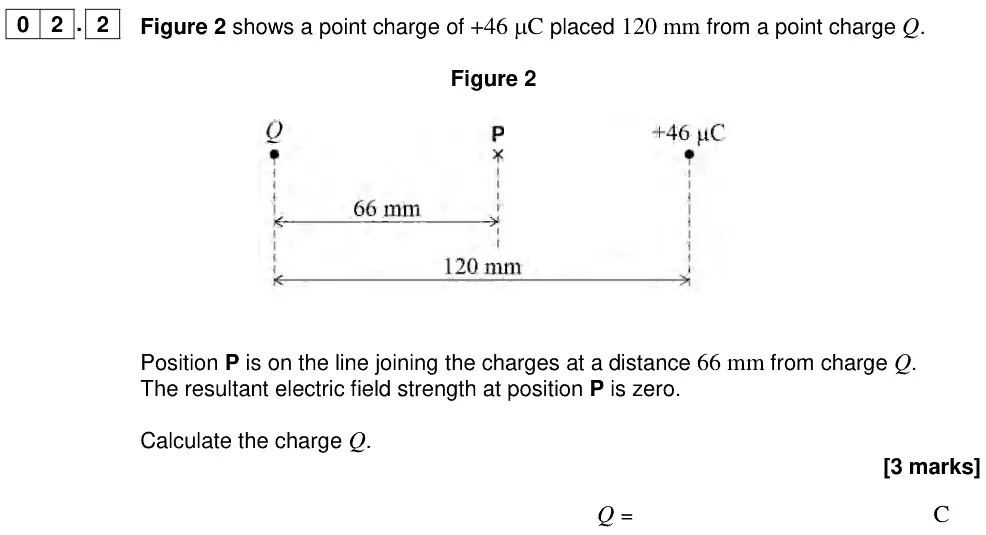 0 2 . 2 Figure 2 shows a point charge of +46 µC placed 120 mm from a point charge Q.
Figure 2
Q P +46 µC
66 mm
120 mm
Position P is on the line joining the charges at a distance 66 mm from charge Q.
The resultant electric field strength at position P is zero.
Calculate the charge Q.
[3 marks]
Q = C